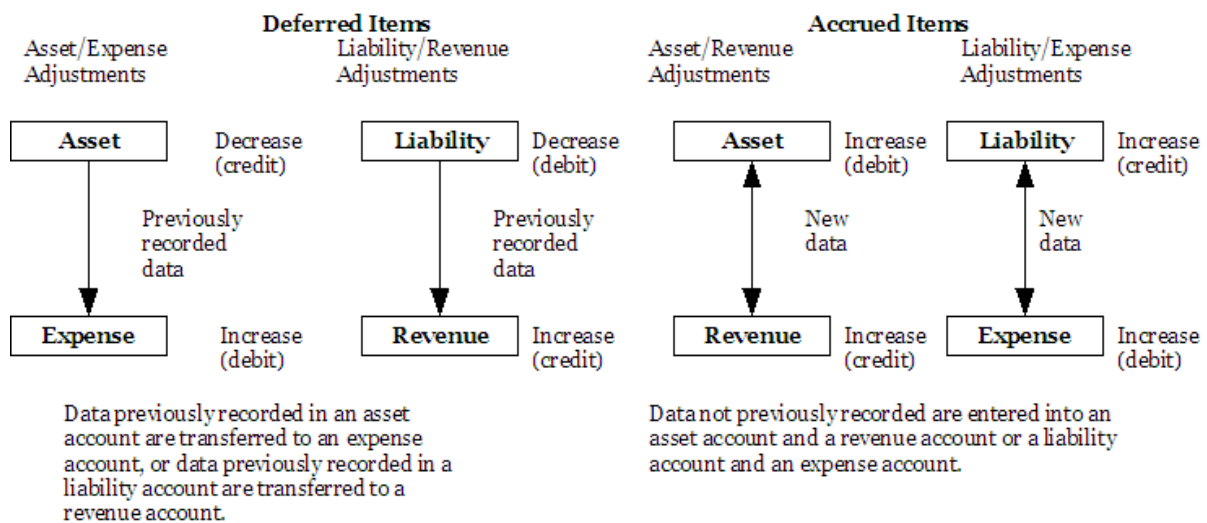 Deferred Items
Accrued Items
Asset/Expense
Adjustments
Liability/Revenue
Adjustments
Asset/Revenue
Adjustments
Liability/Expense
Adjustments
Asset
Decrease
(credit)
Liability
Decrease
(debit)
Asset
Increase
(debit)
Liability
Increase
(credit)
Previously
recorded
data
Previously
recorded
data
New
data
New
data
Expense
Increase
(debit)
Revenue
Increase
(credit)
Revenue
Increase
(credit)
Expense
Increase
(debit)
Data previously recorded in an asset
account are transferred to an expense
account, or data previously recorded in a
liability account are transferred to a
revenue account.
Data not previously recorded are entered into an
asset account and a revenue account or a liability
account and an expense account.